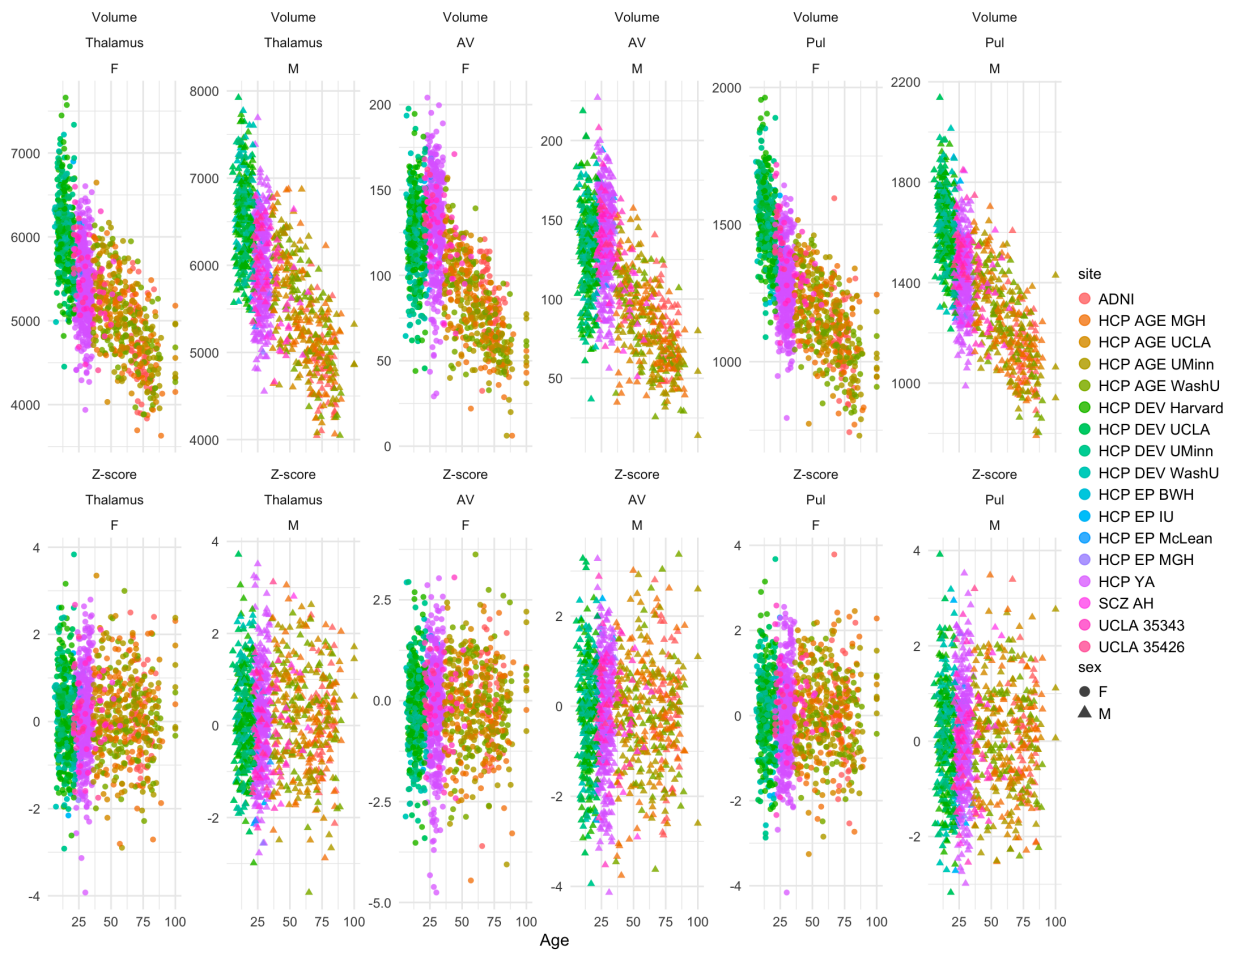 Volume Volume Volume Volume Volume Volume
Thalamus Thalamus AV AV Pul Pul
F M F M F M
7000
6000
5000
4000
8000
7000
6000
5000
4000
200
150
100
50
0
200
150
100
50
2000
1500
1000
2200
1800
1400
1000
Z-score Z-score Z-score Z-score Z-score Z-score
Thalamus Thalamus AV AV Pul Pul
F M F M F M
4
2
0
-2
-4
4
2
0
-2
2.5
0.0
-2.5
-5.0
2
0
-2
-4
4
2
0
-2
-4
4
2
0
-2
25 50 75 100 25 50 75 100 25 50 75 100 25 50 75 100 25 50 75 100 25 50 75 100
Age
site
ADNI
HCP AGE MGH
HCP AGE UCLA
HCP AGE UMinn
HCP AGE WashU
HCP DEV Harvard
HCP DEV UCLA
HCP DEV UMinn
HCP DEV WashU
HCP EP BWH
HCP EP IU
HCP EP McLean
HCP EP MGH
HCP YA
SCZ AH
UCLA 35343
UCLA 35426
sex
F
M